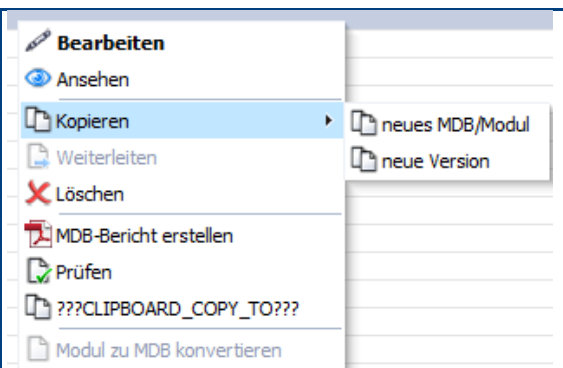 Bearbeiten
Ansehen
Kopieren
neues MDB/Modul
neue Version
Weiterleiten
Löschen
MDB-Bericht erstellen
Prüfen
???CLIPBOARD_COPY_TO???
Modul zu MDB konvertieren